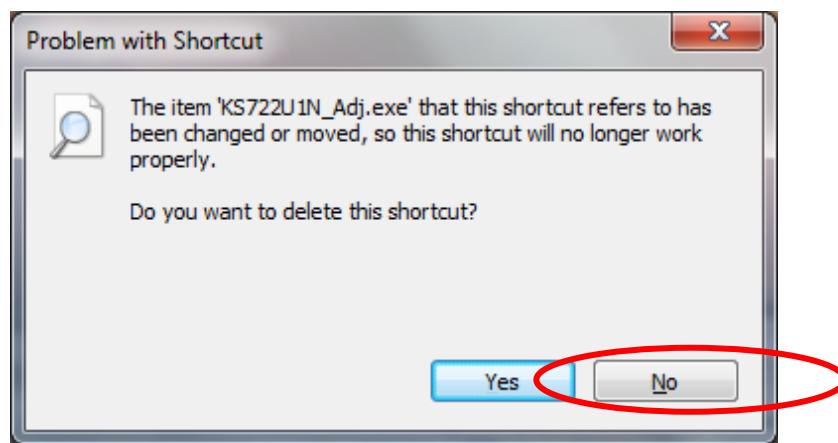 Problem with Shortcut
The item 'KS722U1N_Adj.exe' that this shortcut refers to has
been changed or moved, so this shortcut will no longer work
properly.
Do you want to delete this shortcut?
Yes
No